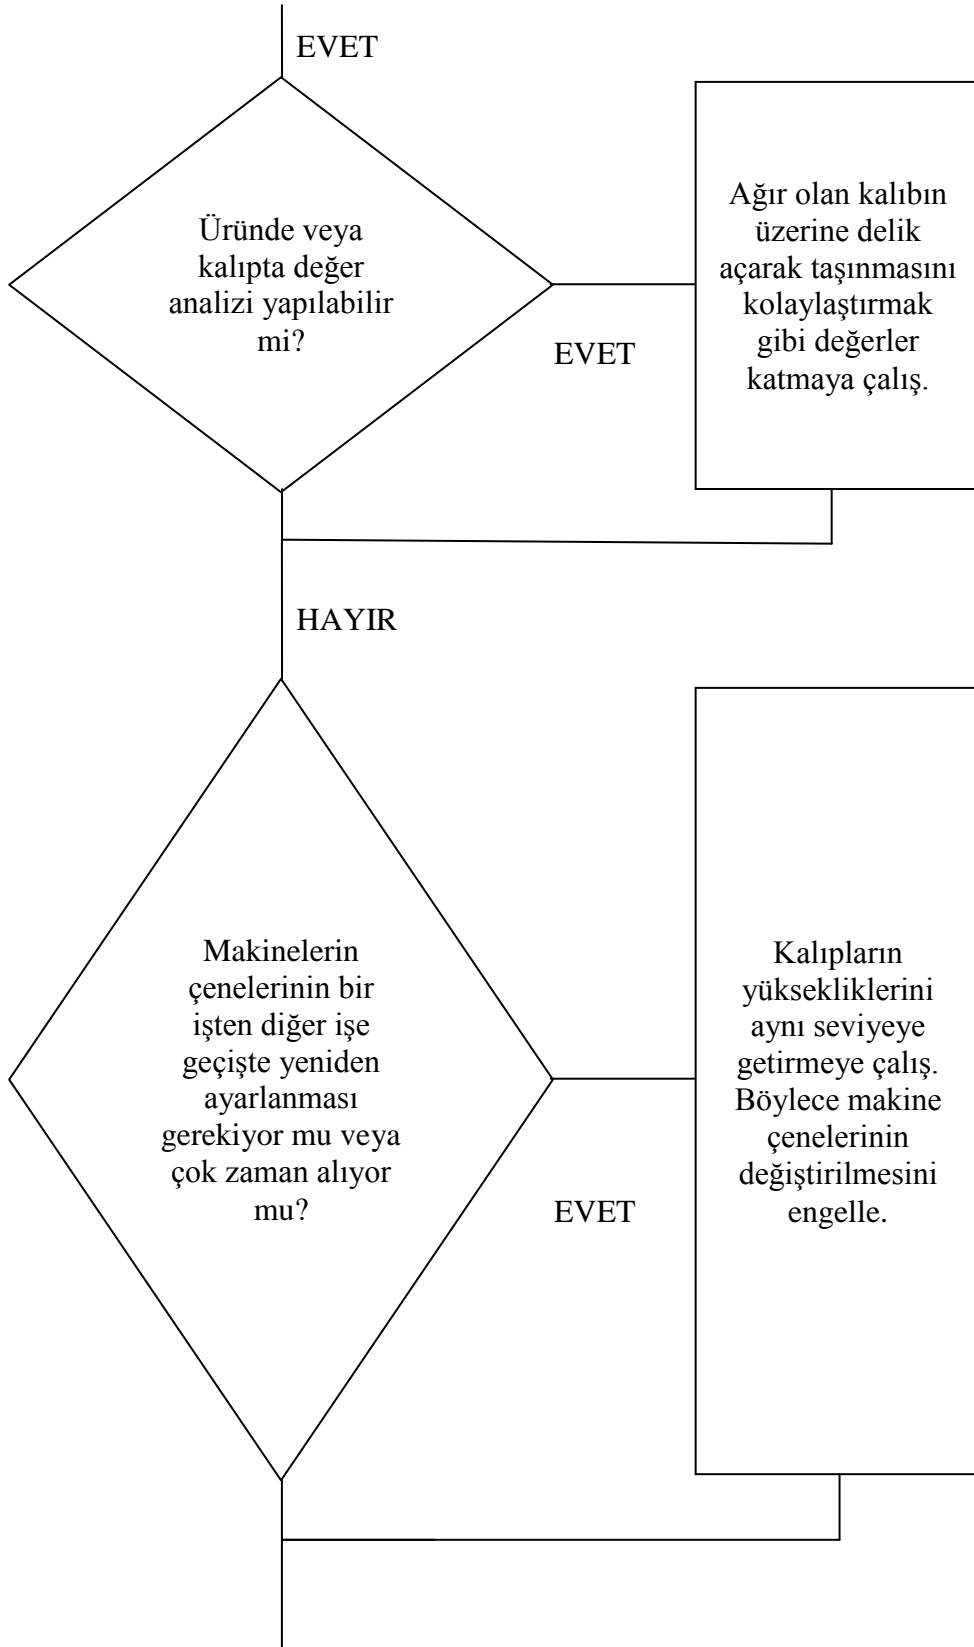 EVET
Üründe veya
kalıpta değer
analizi yapılabilir
mi?
EVET
Ağır olan kalıbın
üzerine delik
açarak taşınmasını
kolaylaştırmak
gibi değerler
katmaya çalış.
HAYIR
Makinelerin
çenelerinin bir
işten diğer işe
geçişte yeniden
ayarlanması
gerekiyor mu veya
çok zaman alıyor
mu?
EVET
Kalıpların
yüksekliklerini
aynı seviyeye
getirmeye çalış.
Böylece makine
çenelerinin
değiştirilmesini
engelle.